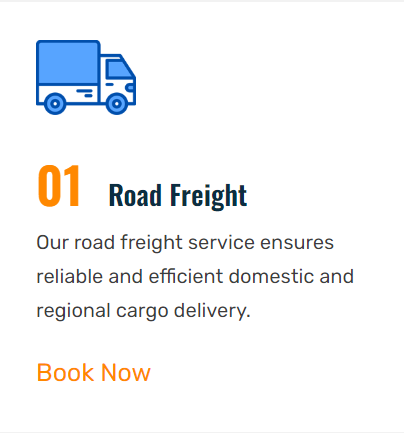 01 Road Freight
Our road freight service ensures
reliable and efficient domestic and
regional cargo delivery.
Book Now